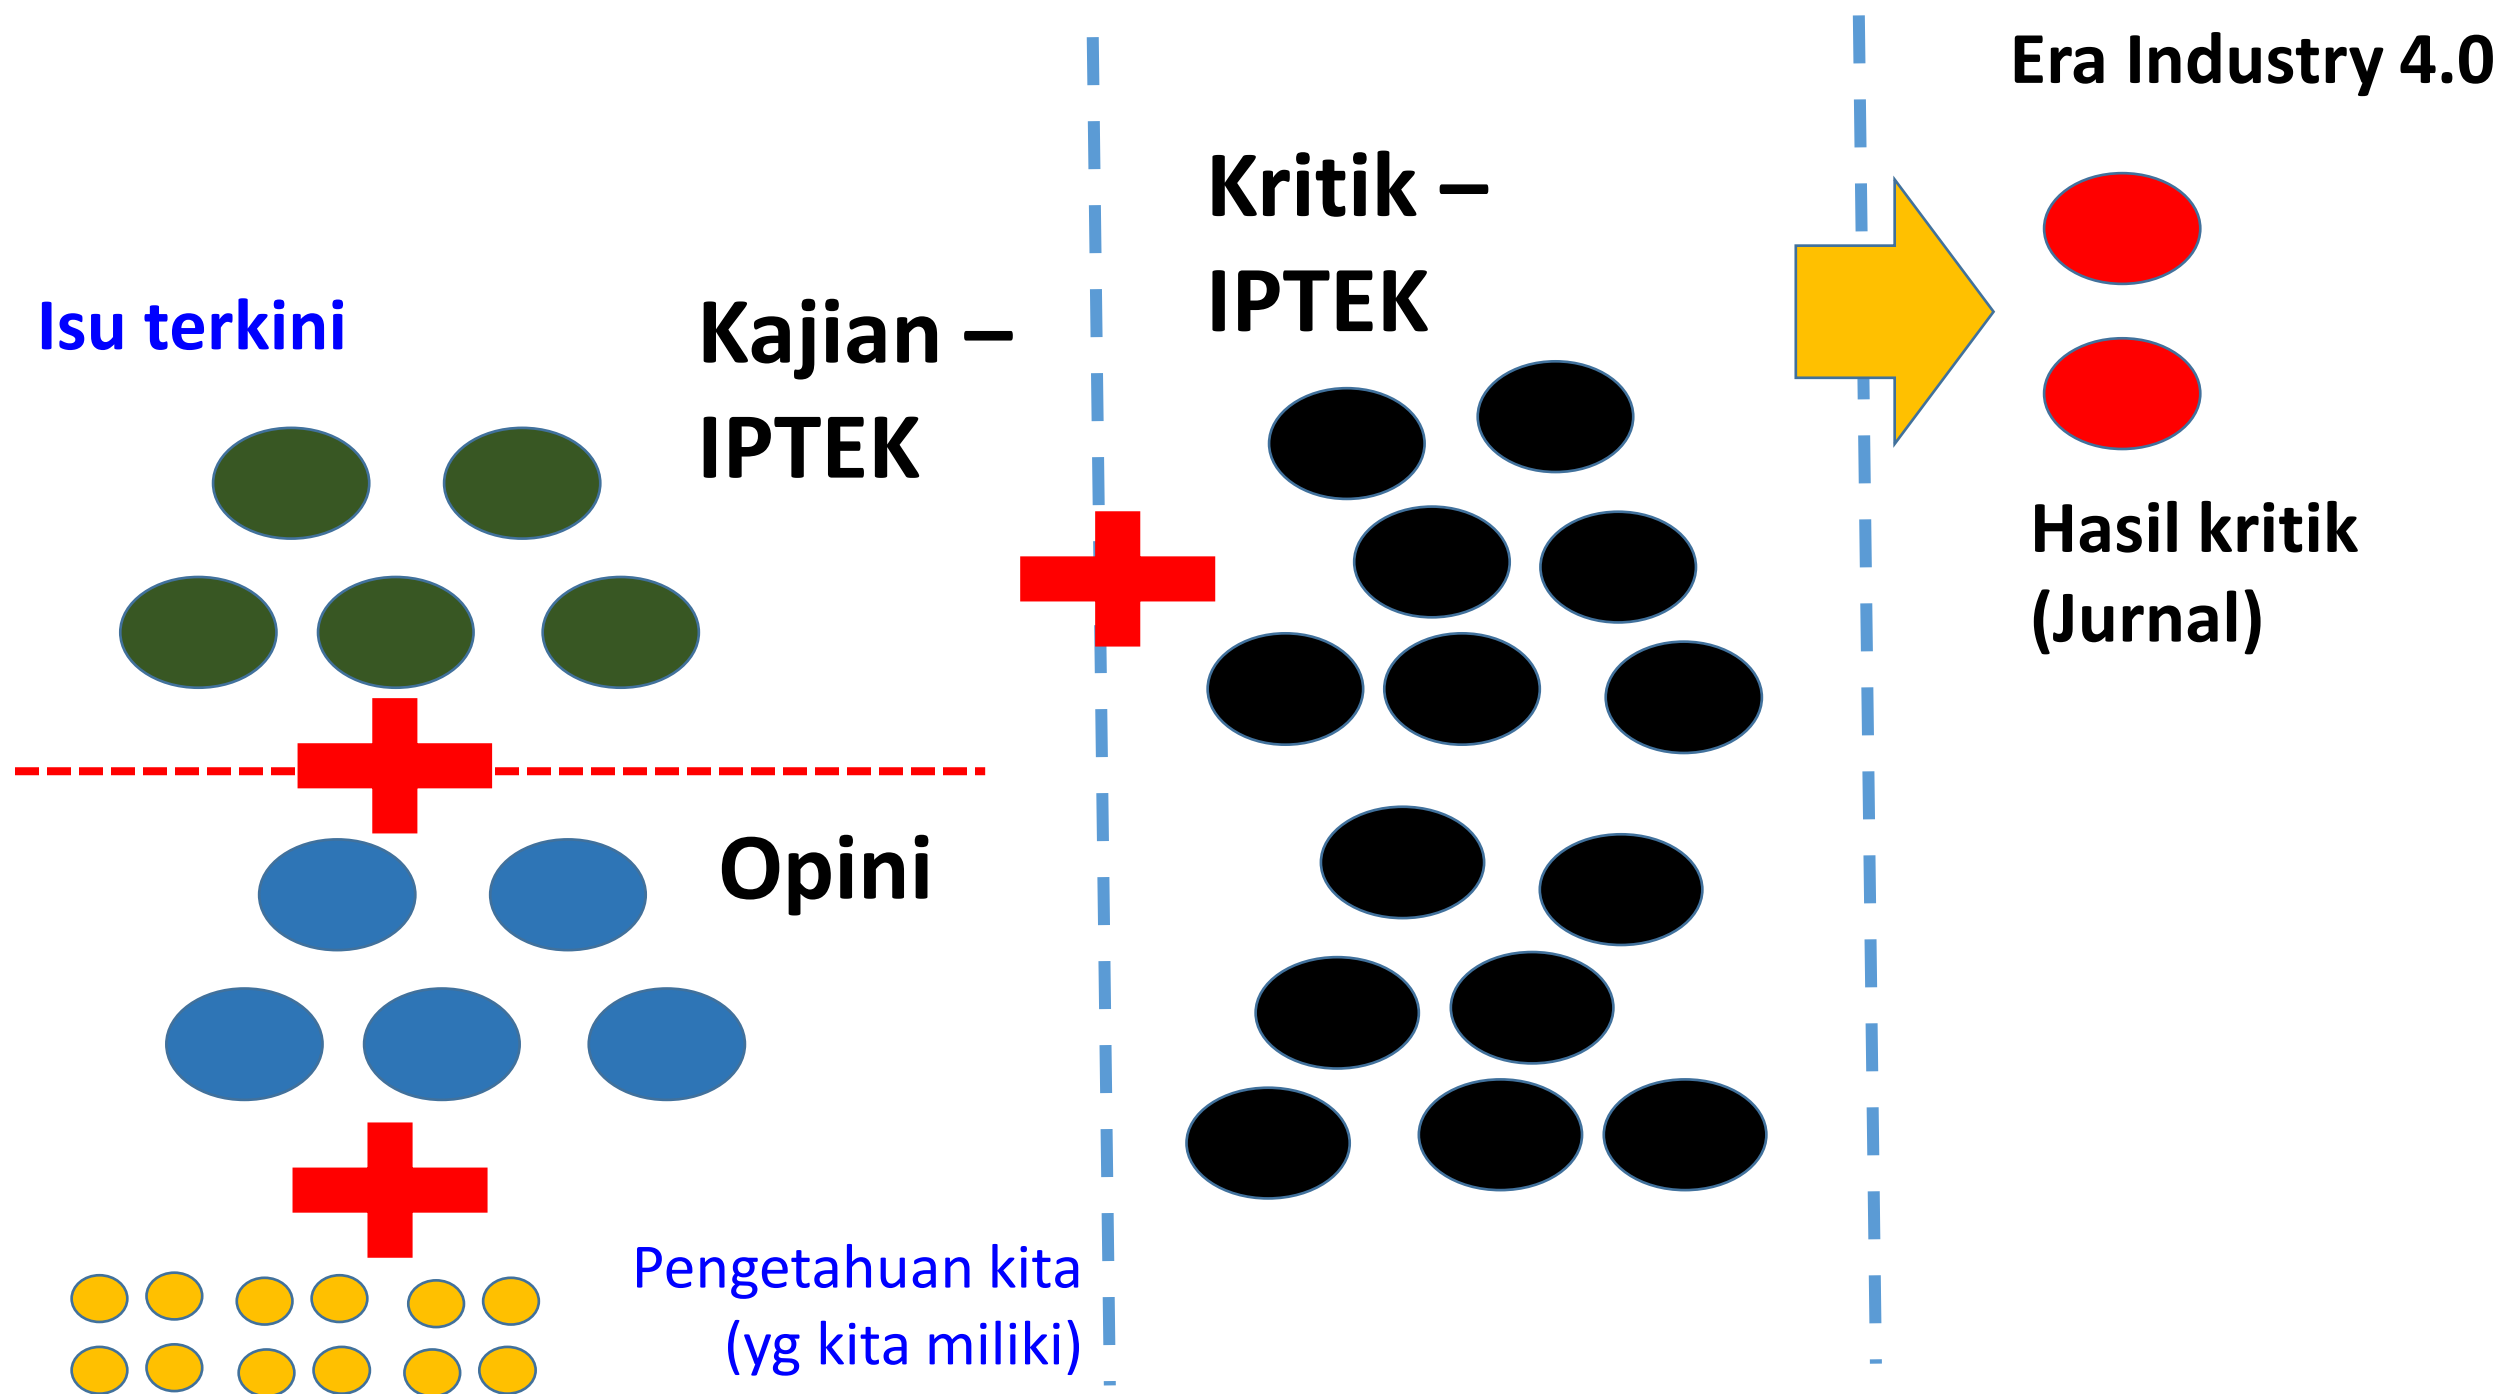 Isu terkini
Kajian –
IPTEK
Opini
Pengetahuan kita
(yg kita miliki)
Kritik –
IPTEK
Era Industry 4.0
Hasil kritik
(Jurnal)